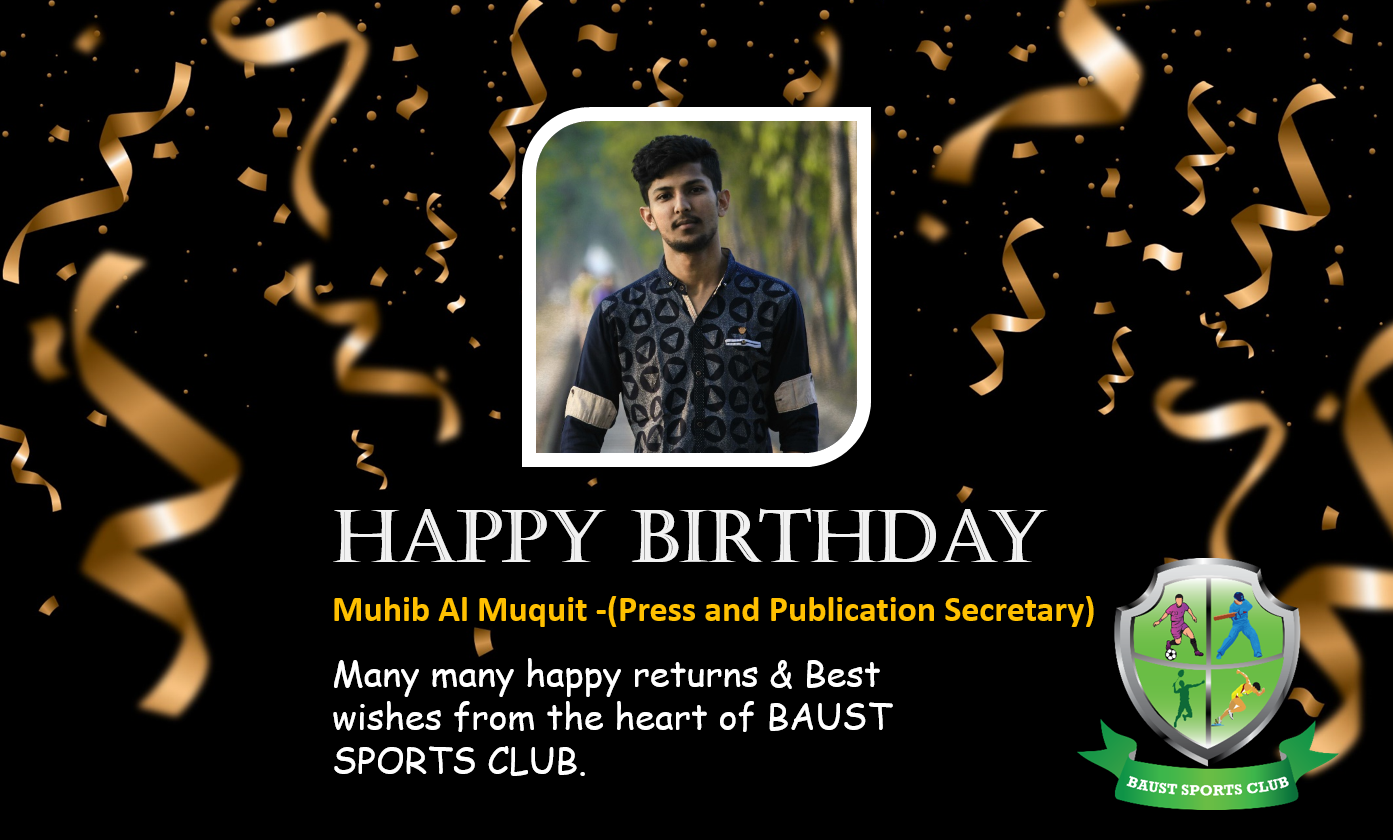 HAPPY BIRTHDAY
Muhib Al Muquit -(Press and Publication Secretary)
Many many happy returns & Best
wishes from the heart of BAUST
SPORTS CLUB.
BAUST SPORTS CLUB